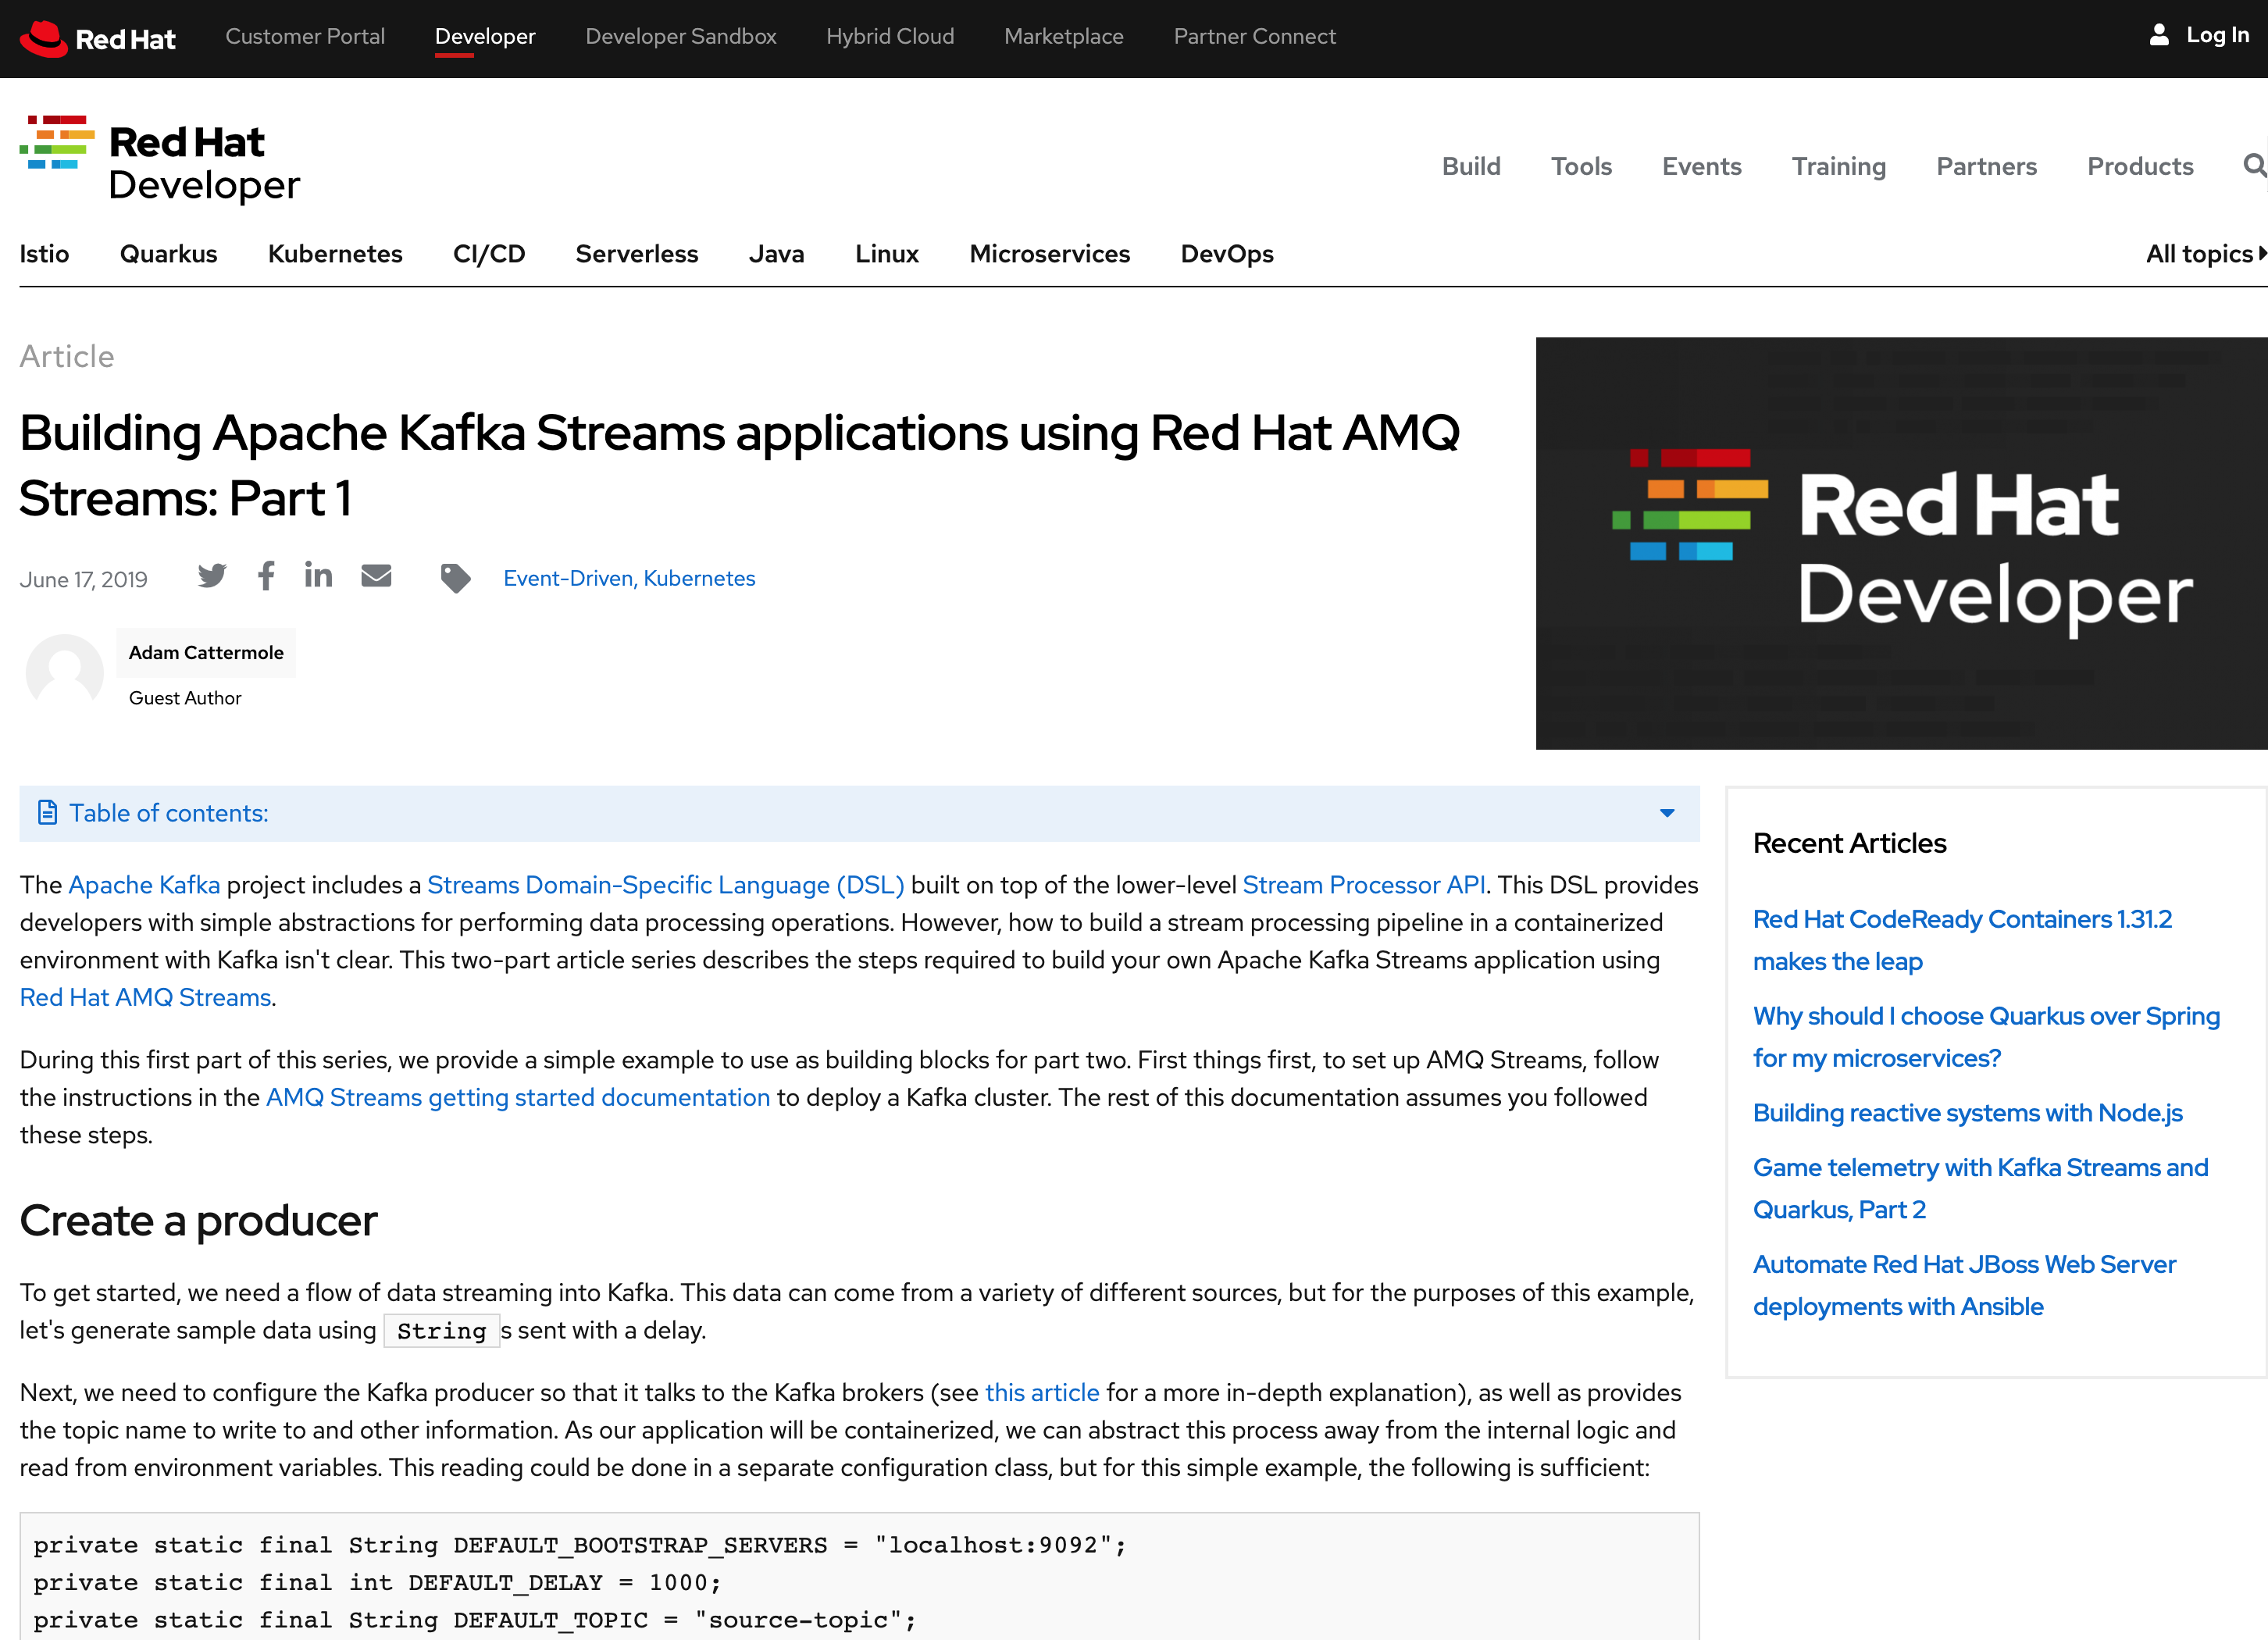 Red Hat
Customer Portal
Developer
Developer Sandbox
Hybrid Cloud
Marketplace
Partner Connect
Log In
Red Hat
Developer
Build
Tools
Events
Training
Partners
Products
Istio
Quarkus
Kubernetes
CI/CD
Serverless
Java
Linux
Microservices
DevOps
All topics
Article
Building Apache Kafka Streams applications using Red Hat AMQ
Streams: Part 1
June 17, 2019
Event-Driven, Kubernetes
Adam Cattermole
Guest Author
Red Hat
Developer
Table of contents:
The Apache Kafka project includes a Streams Domain-Specific Language (DSL) built on top of the lower-level Stream Processor API. This DSL provides
developers with simple abstractions for performing data processing operations. However, how to build a stream processing pipeline in a containerized
environment with Kafka isn't clear. This two-part article series describes the steps required to build your own Apache Kafka Streams application using
Red Hat AMQ Streams.
During this first part of this series, we provide a simple example to use as building blocks for part two. First things first, to set up AMQ Streams, follow
the instructions in the AMQ Streams getting started documentation to deploy a Kafka cluster. The rest of this documentation assumes you followed
these steps.
Create a producer
To get started, we need a flow of data streaming into Kafka. This data can come from a variety of different sources, but for the purposes of this example,
let's generate sample data using Strings sent with a delay.
Next, we need to configure the Kafka producer so that it talks to the Kafka brokers (see this article for a more in-depth explanation), as well as provides
the topic name to write to and other information. As our application will be containerized, we can abstract this process away from the internal logic and
read from environment variables. This reading could be done in a separate configuration class, but for this simple example, the following is sufficient:
private static final String DEFAULT_BOOTSTRAP_SERVERS = "localhost:9092";
private static final int DEFAULT_DELAY = 1000;
private static final String DEFAULT_TOPIC = "source-topic";
Recent Articles
Red Hat CodeReady Containers 1.31.2
makes the leap
Why should I choose Quarkus over Spring
for my microservices?
Building reactive systems with Node.js
Game telemetry with Kafka Streams and
Quarkus, Part 2
Automate Red Hat JBoss Web Server
deployments with Ansible